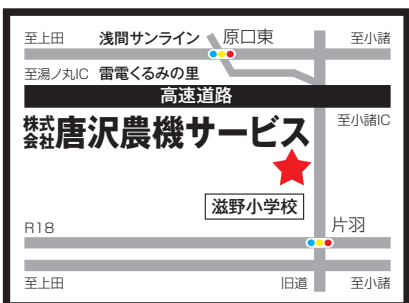 至上田 浅間サンライン 原口東 至小諸
至湯ノ丸IC 雷電くるみの里
高速道路
株式会社唐沢農機サービス 至小諸IC
滋野小学校
R18 片羽
至上田 旧道 至小諸